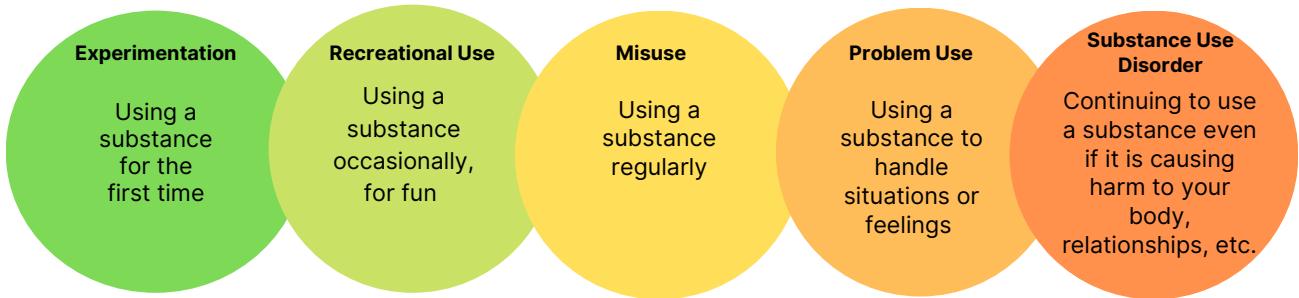 Experimentation
Using a
substance
for the
first time
Recreational Use
Using a
substance
occasionally,
for fun
Misuse
Using a
substance
regularly
Problem Use
Using a
substance to
handle
situations or
feelings
Substance Use
Disorder
Continuing to use
a substance even
if it is causing
harm to your
body,
relationships, etc.